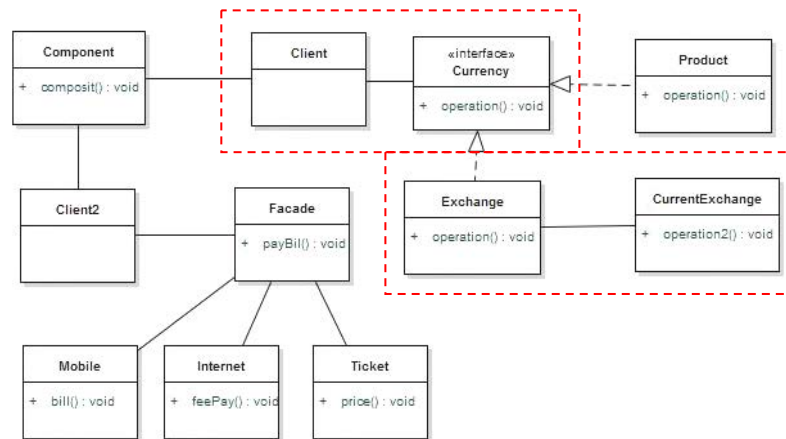 Component
+ composit() : void
Client
«interface»
Currency
+ operation() : void
Product
+ operation() : void
Client2
Facade
+ payBil() : void
Exchange
+ operation() : void
CurrentExchange
+ operation2() : void
Mobile
+ bill() : void
Internet
+ feePay() : void
Ticket
+ price() : void